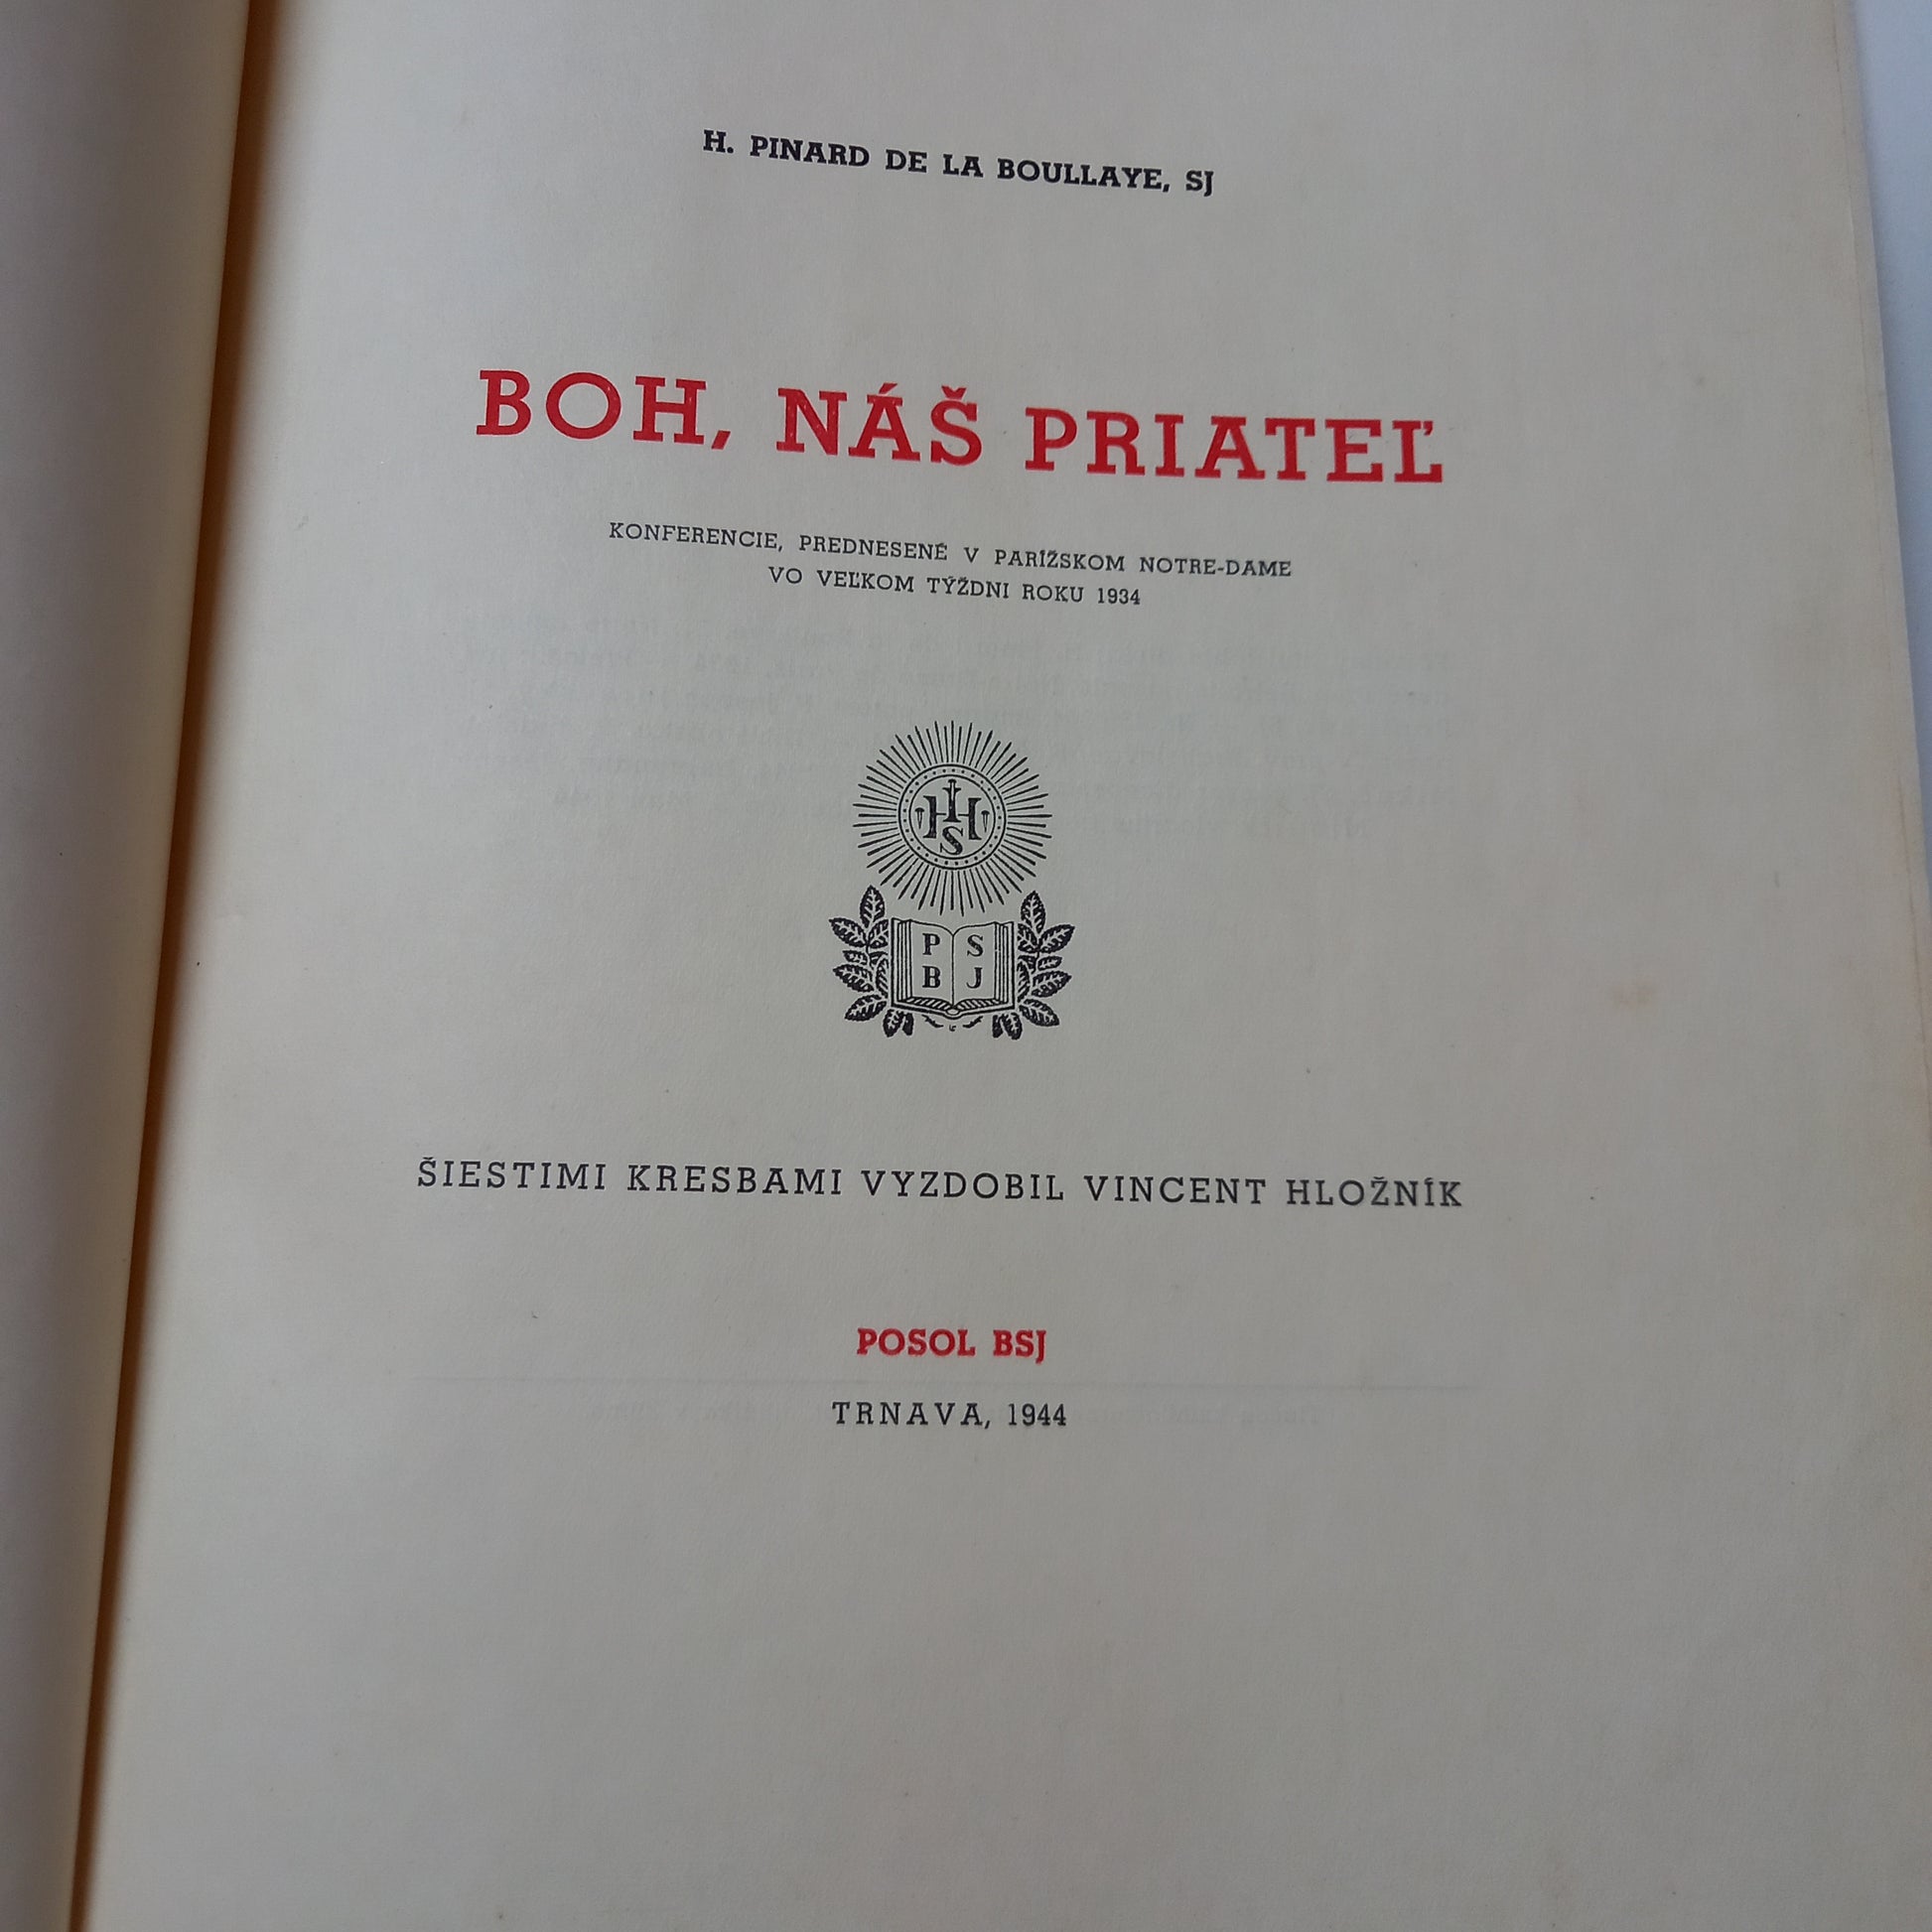 H. PINARD DE LA BOULLAYE, SJ
BOH, NÁŠ PRIATEĽ
KONFERENCIE, PREDNESENÉ V PARÍŽSKOM NOTRE-DAME
VO VEĽKOM TÝŽDNI ROKU 1934
IHS
P S
B J
ŠIESTIMI KRESBAMI VYZDOBIL VINCENT HLOŽNÍK
POSOL BSJ
TRNAVA, 1944